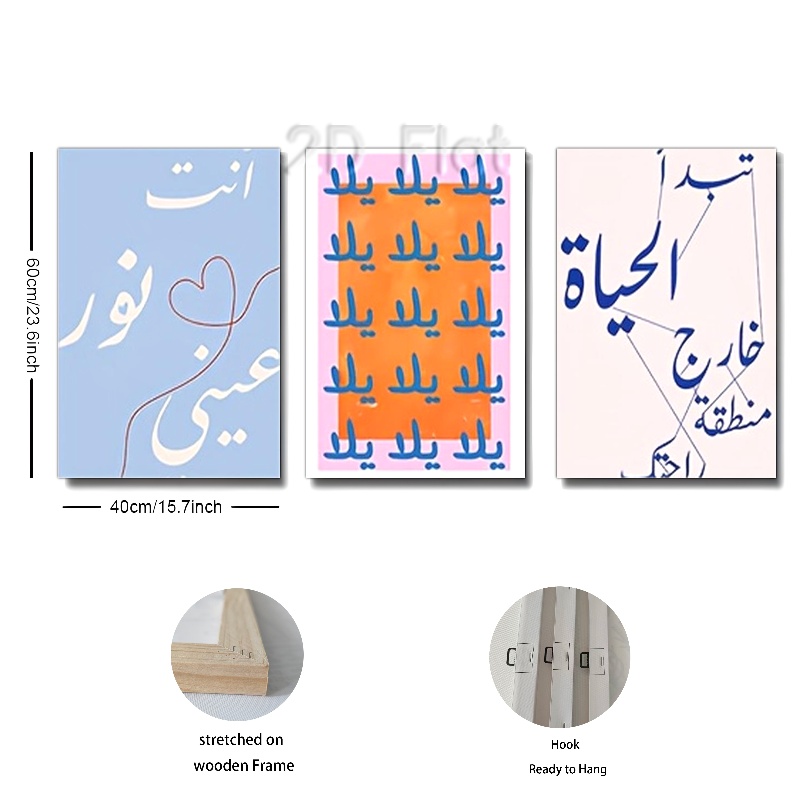 2D Flat
أنت
نور
عيني
يلا يلا يلا
يلا يلا يلا
يلا يلا يلا
يلا يلا يلا
يلا يلا يلا
تبدأ
الحياة
خارج
منطقة
راحتك
60cm/23.6inch
40cm/15.7inch
stretched on
wooden Frame
Hook
Ready to Hang